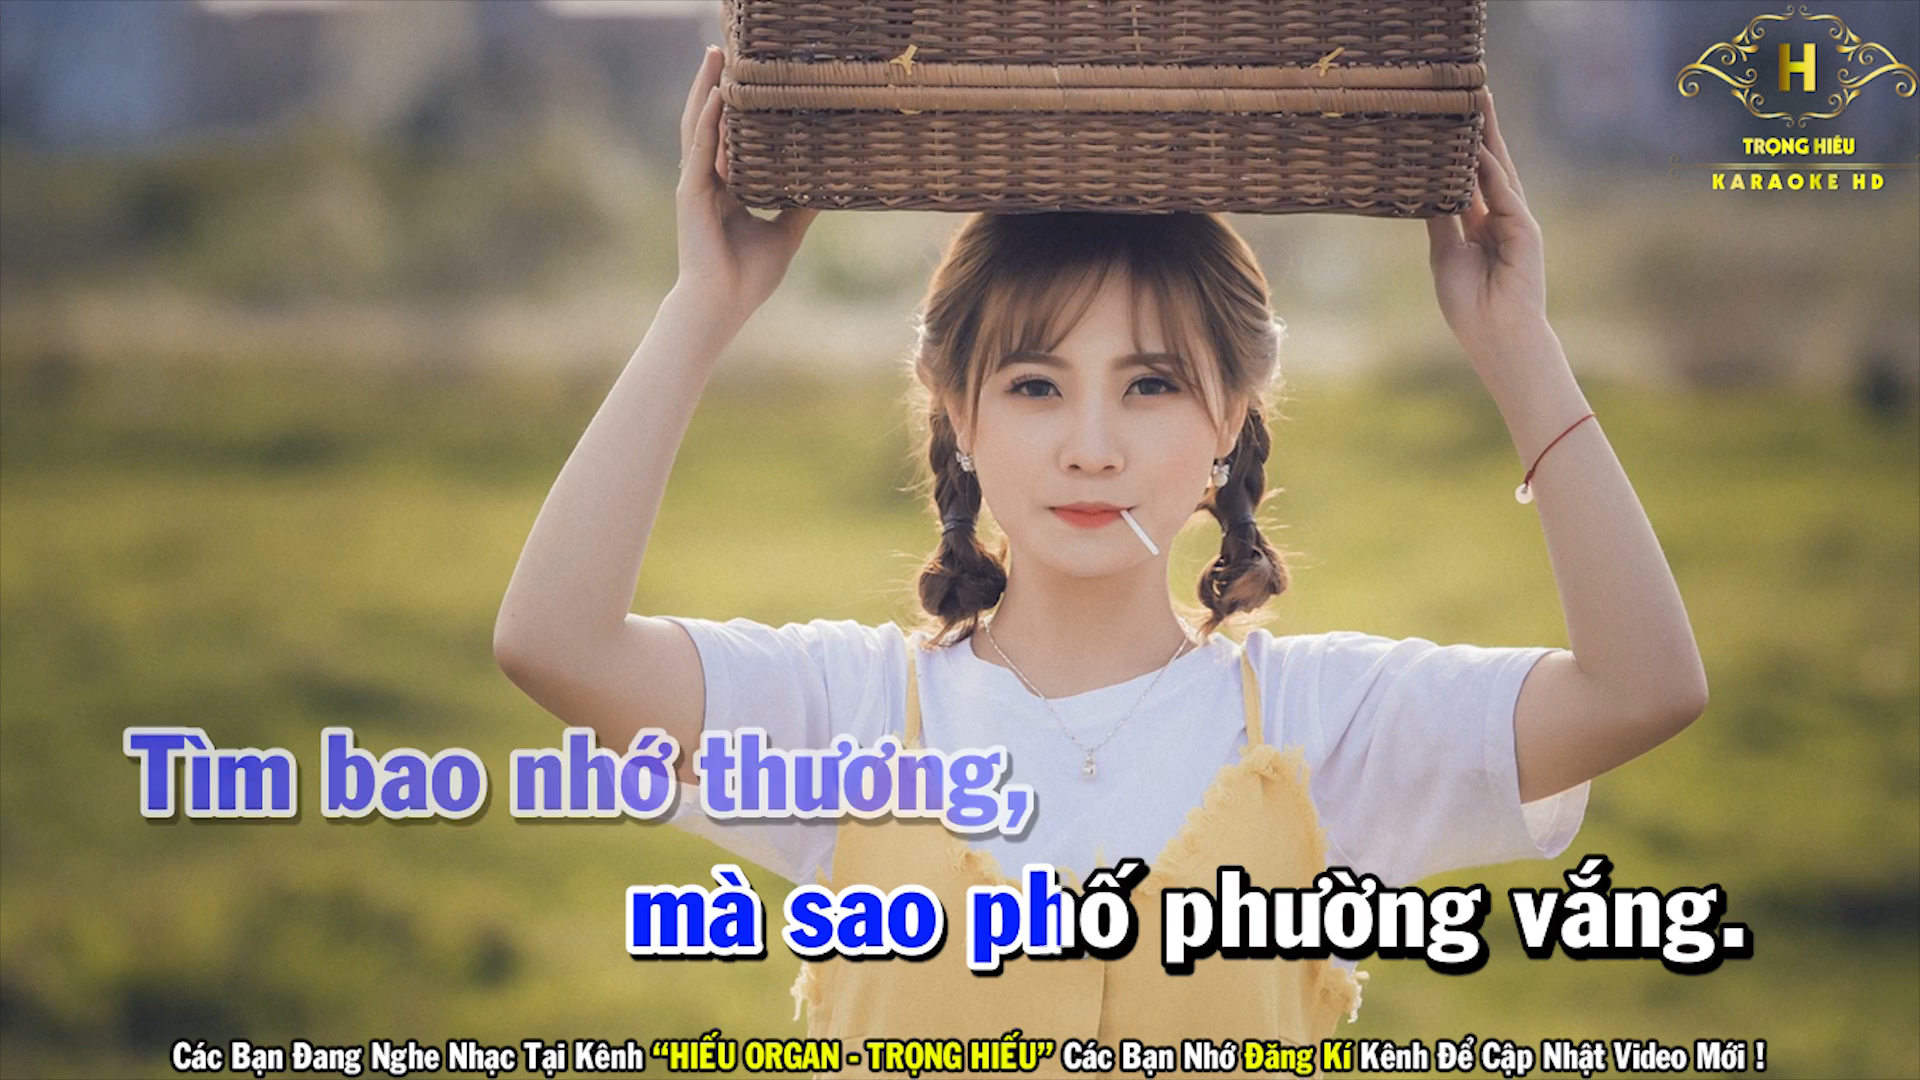 H
TRỌNG HIẾU
KARAOKE HD
Tìm bao nhớ thương,
mà sao phố phường vắng.
Các Bạn Đang Nghe Nhạc Tại Kênh “HIẾU ORGAN - TRỌNG HIẾU” Các Bạn Nhớ Đăng Kí Kênh Để Cập Nhật Video Mới !